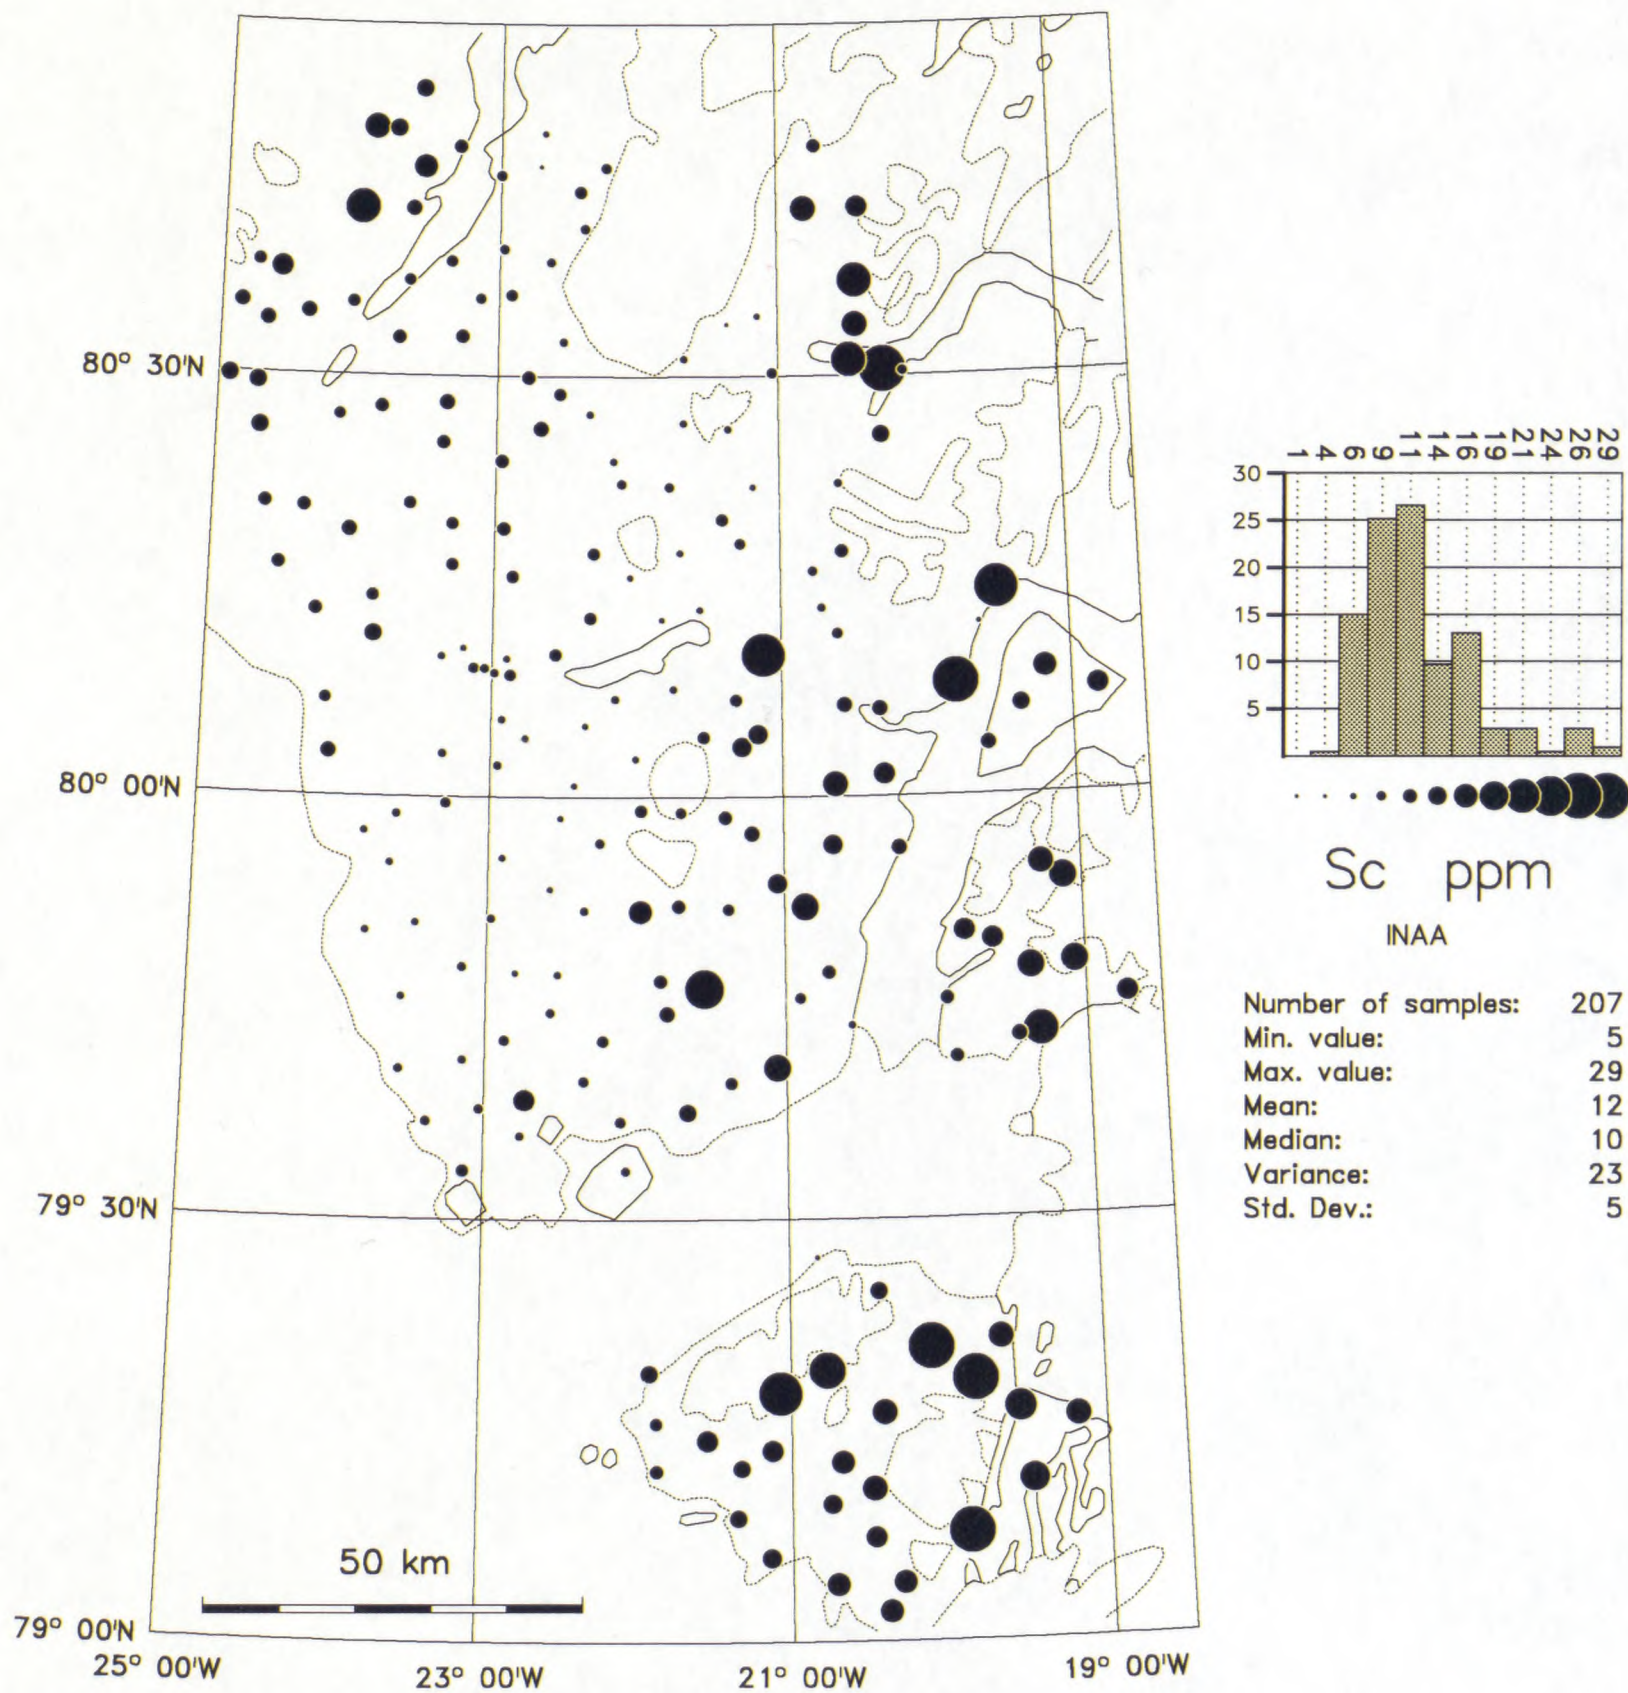 80° 30'N
80° 00'N
79° 30'N
79° 00'N
25° 00'W
23° 00'W
21° 00'W
19° 00'W
50 km
1 4 6 9 11 14 16 19 21 24 26 29
30
25
20
15
10
5
Sc ppm
INAA
Number of samples: 207
Min. value: 5
Max. value: 29
Mean: 12
Median: 10
Variance: 23
Std. Dev.: 5